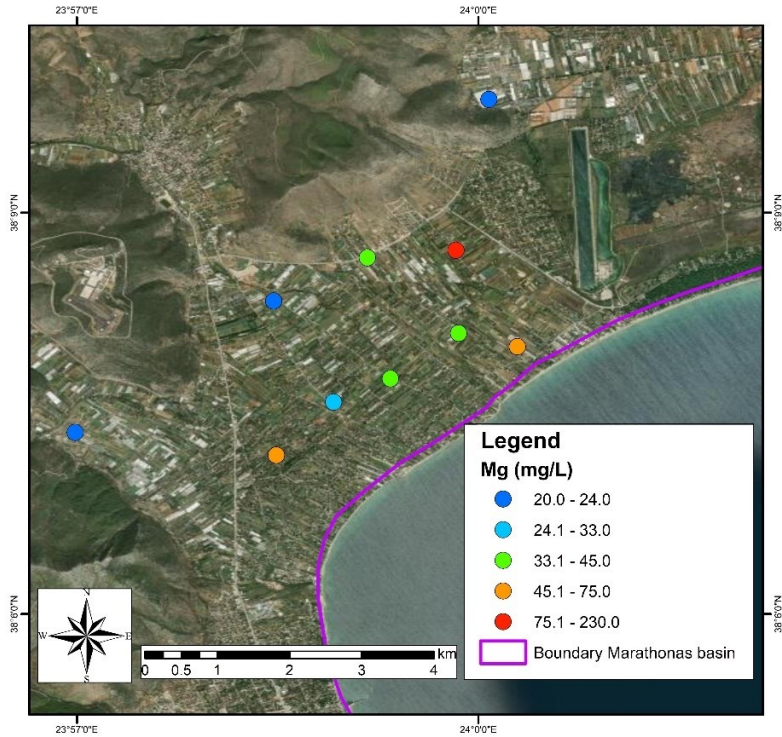 23°57'0"E 24°0'0"E
38°9'0"N 38°9'0"N
Legend
Mg (mg/L)
20.0 - 24.0
24.1 - 33.0
33.1 - 45.0
45.1 - 75.0
75.1 - 230.0
Boundary Marathonas basin
38°6'0"N 38°6'0"N
N
W E
S
km
0 0.5 1 2 3 4
23°57'0"E 24°0'0"E